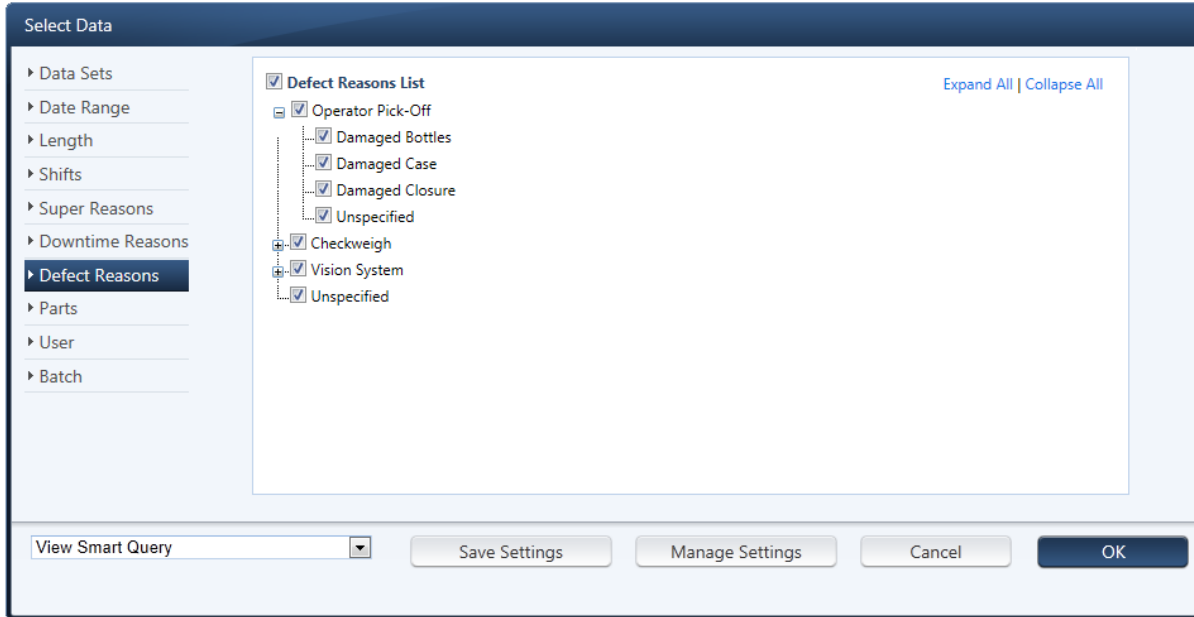 Select Data
Data Sets
Date Range
Length
Shifts
Super Reasons
Downtime Reasons
Defect Reasons
Parts
User
Batch
Defect Reasons List
Expand All | Collapse All
Operator Pick-Off
Damaged Bottles
Damaged Case
Damaged Closure
Unspecified
Checkweigh
Vision System
Unspecified
View Smart Query
Save Settings
Manage Settings
Cancel
OK